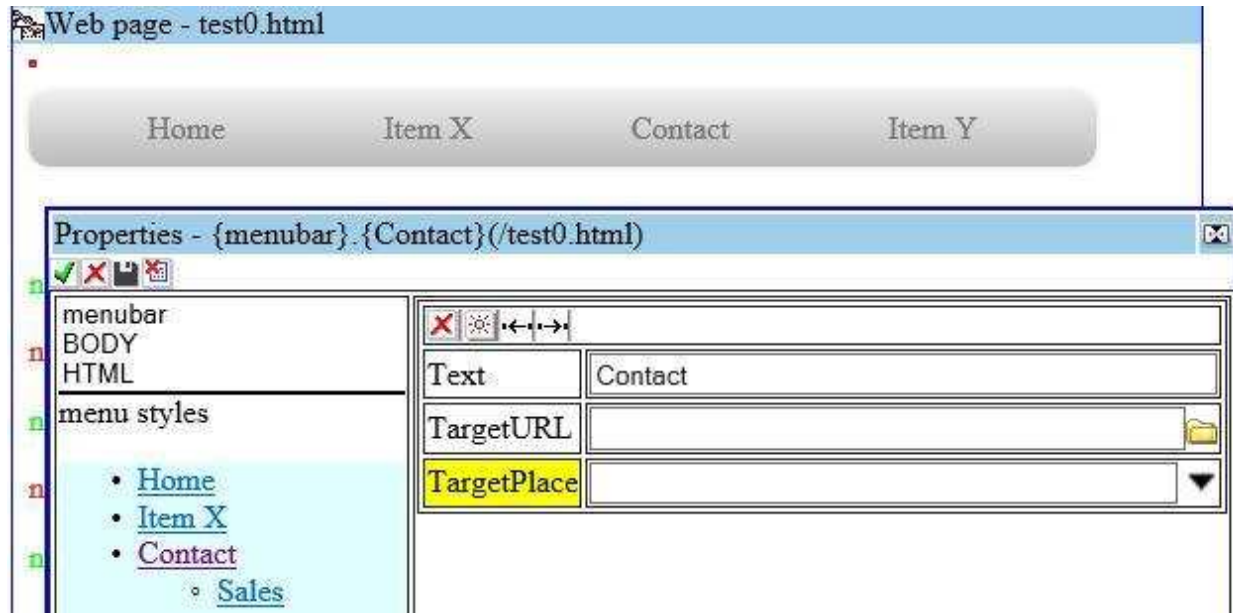 Web page - test0.html
Home Item X Contact Item Y
Properties - {menubar}.{Contact}(/test0.html)
menubar
BODY
HTML
menu styles
Home
Item X
Contact
Sales
Text Contact
TargetURL
TargetPlace
n
n
n
n
n